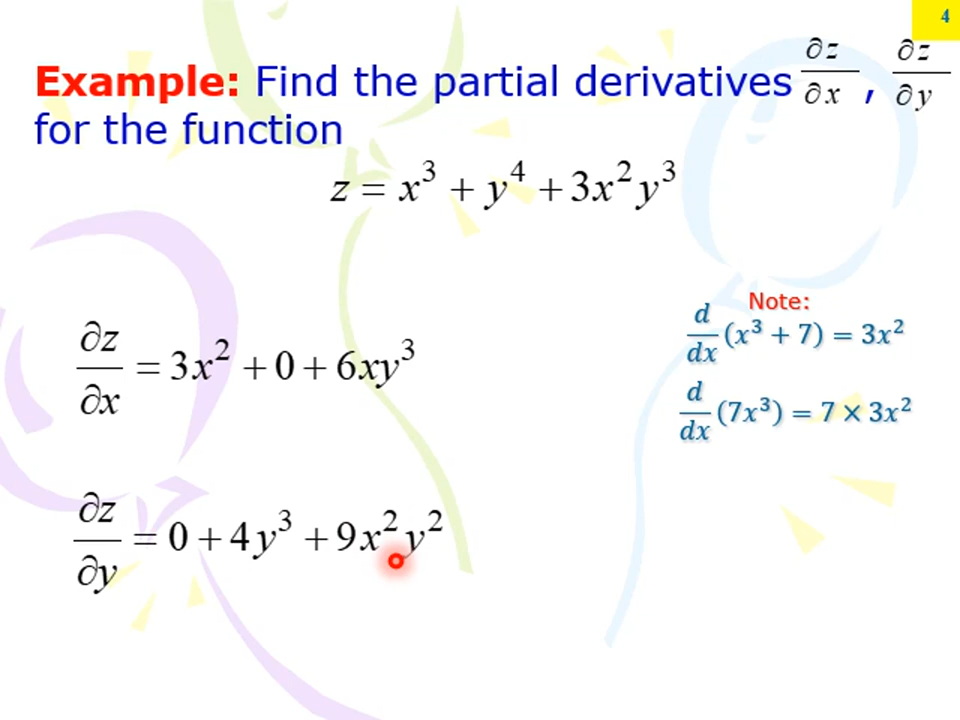 4
Example: Find the partial derivatives ∂z/∂x , ∂z/∂y
for the function
z = x³ + y⁴ + 3x²y³
Note:
d/dx (x³ + 7) = 3x²
∂z/∂x = 3x² + 0 + 6xy³
d/dx (7x³) = 7 × 3x²
∂z/∂y = 0 + 4y³ + 9x²y²